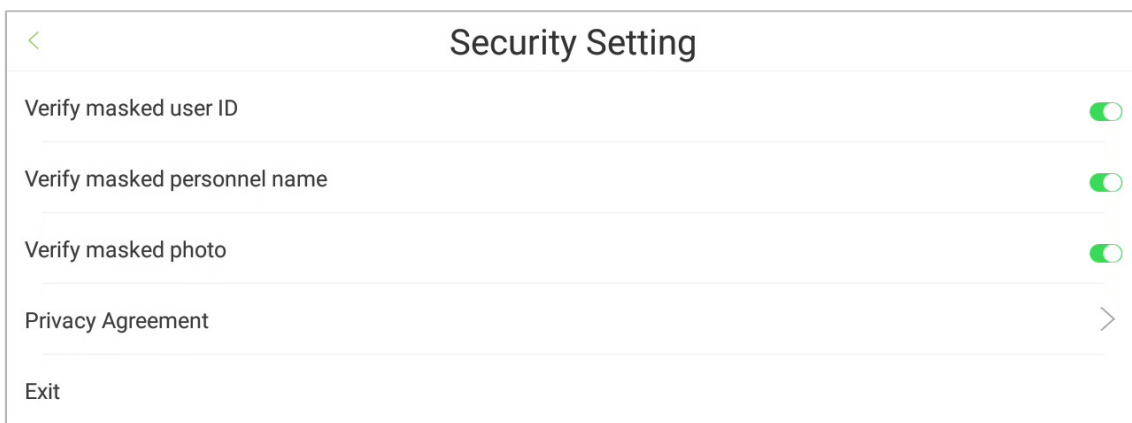 Security Setting
Verify masked user ID
Verify masked personnel name
Verify masked photo
Privacy Agreement
Exit